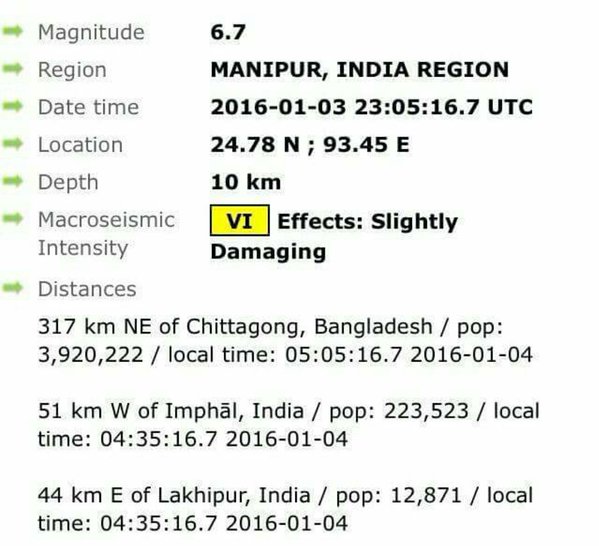 Magnitude 6.7
Region MANIPUR, INDIA REGION
Date time 2016-01-03 23:05:16.7 UTC
Location 24.78 N ; 93.45 E
Depth 10 km
Macroseismic Intensity VI Effects: Slightly Damaging
Distances
317 km NE of Chittagong, Bangladesh / pop:
3,920,222 / local time: 05:05:16.7 2016-01-04
51 km W of Imphāl, India / pop: 223,523 / local
time: 04:35:16.7 2016-01-04
44 km E of Lakhipur, India / pop: 12,871 / local
time: 04:35:16.7 2016-01-04